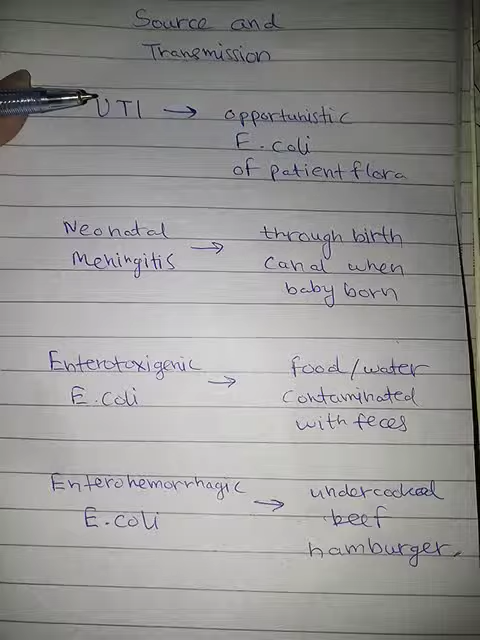 Source and
Transmission
UTI → opportunistic
E. coli
of patient flora
Neonatal → through birth
Meningitis canal when
baby born
Enterotoxigenic → food/water
E. coli contaminated
with feces
Enterohemorrhagic → undercooked
E. coli beef
hamburger.